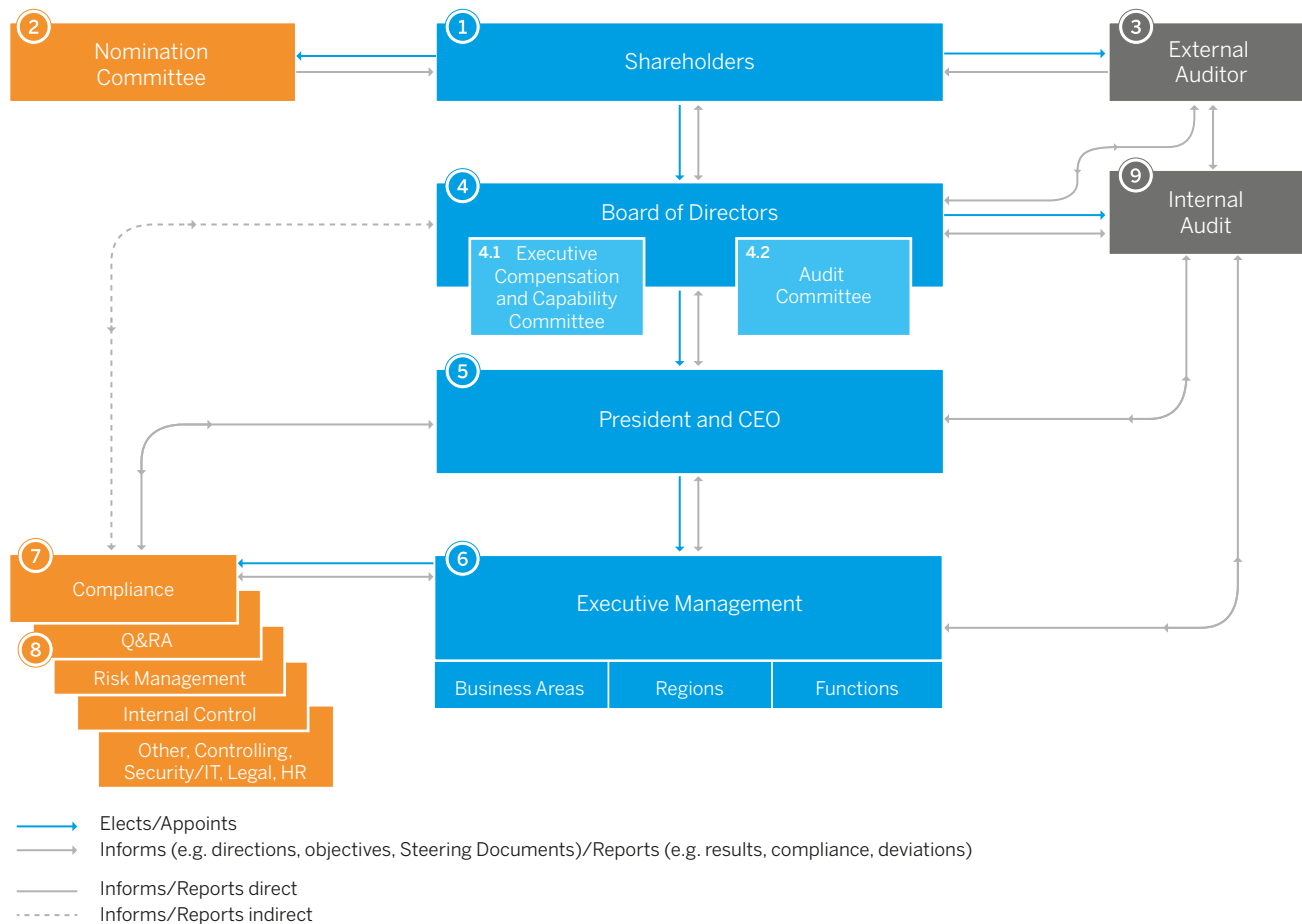 2
Nomination
Committee
1
Shareholders
3
External
Auditor
4
Board of Directors
9
Internal
Audit
4.1 Executive
Compensation
and Capability
Committee
4.2
Audit
Committee
5
President and CEO
7
Compliance
6
Executive Management
8
Q&RA
Risk Management
Internal Control
Other, Controlling,
Security/IT, Legal, HR
Business Areas
Regions
Functions
Elects/Appoints
Informs (e.g. directions, objectives, Steering Documents)/Reports (e.g. results, compliance, deviations)
Informs/Reports direct
Informs/Reports indirect